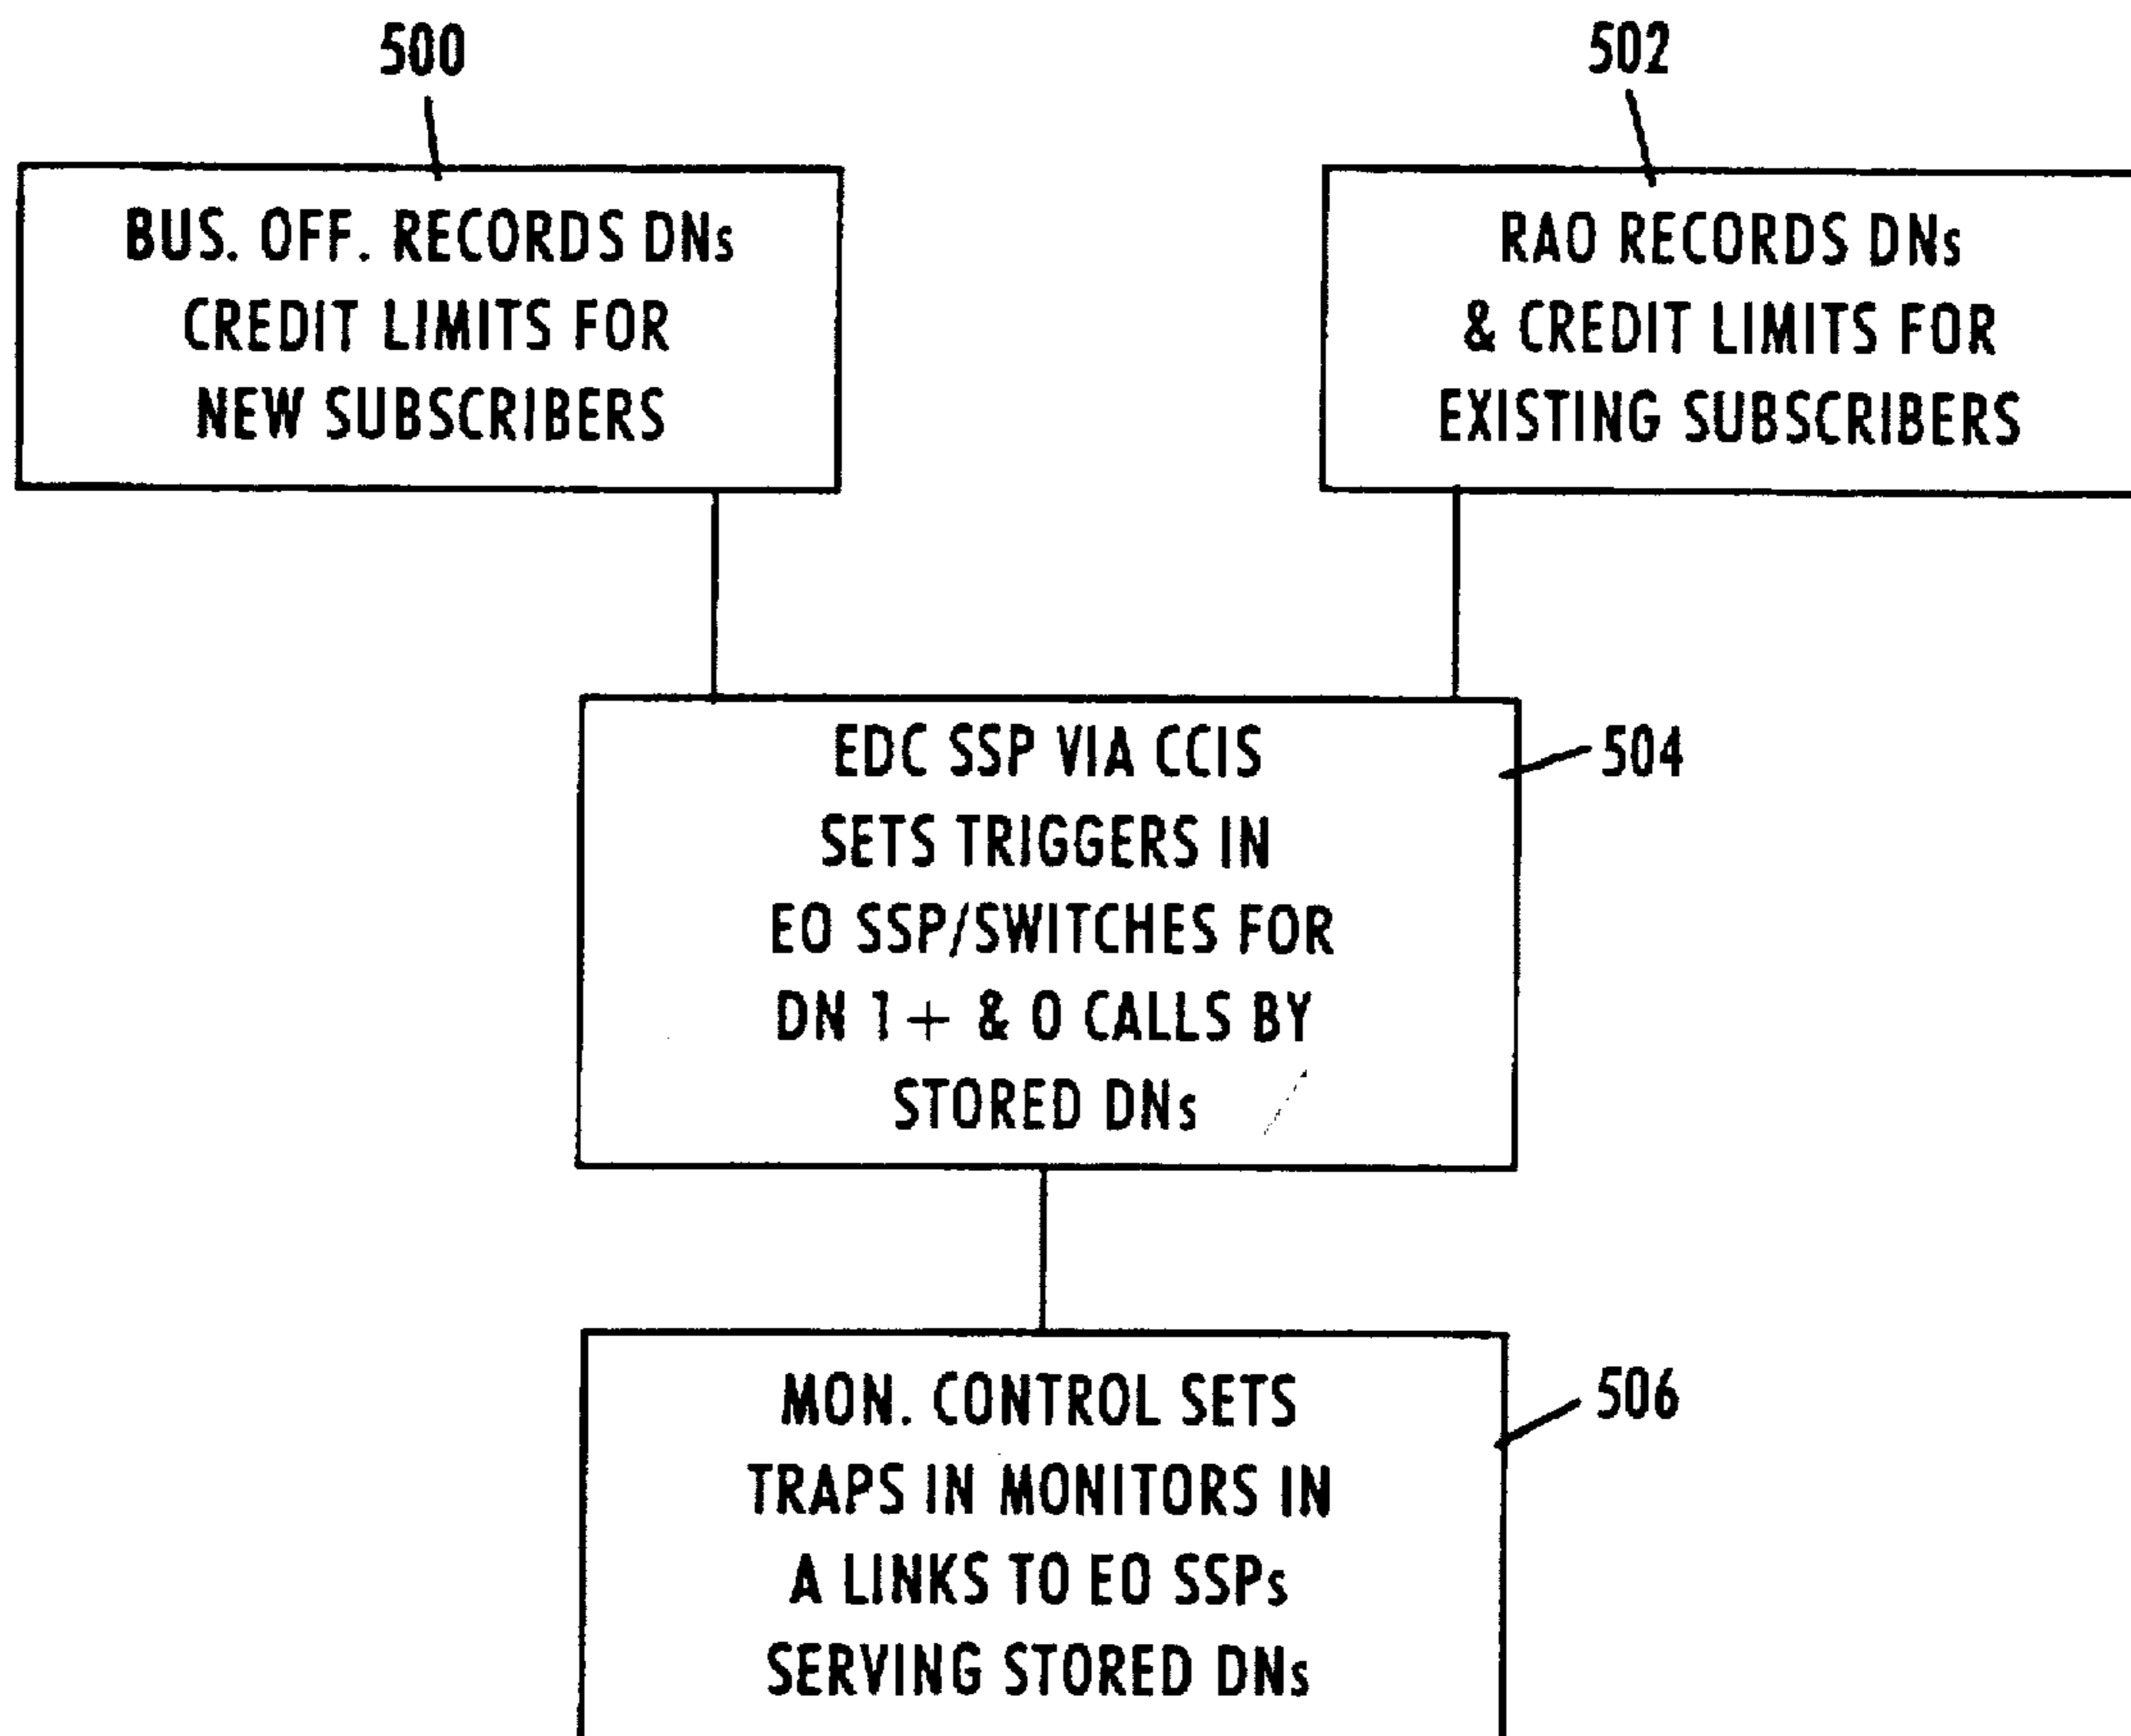 500
BUS. OFF. RECORDS DNs
CREDIT LIMITS FOR
NEW SUBSCRIBERS
502
RAO RECORDS DNs
& CREDIT LIMITS FOR
EXISTING SUBSCRIBERS
EDC SSP VIA CCIS
SETS TRIGGERS IN
EO SSP/SWITCHES FOR
DN 1 + & 0 CALLS BY
STORED DNs
504
MON. CONTROL SETS
TRAPS IN MONITORS IN
A LINKS TO EO SSPs
SERVING STORED DNs
506